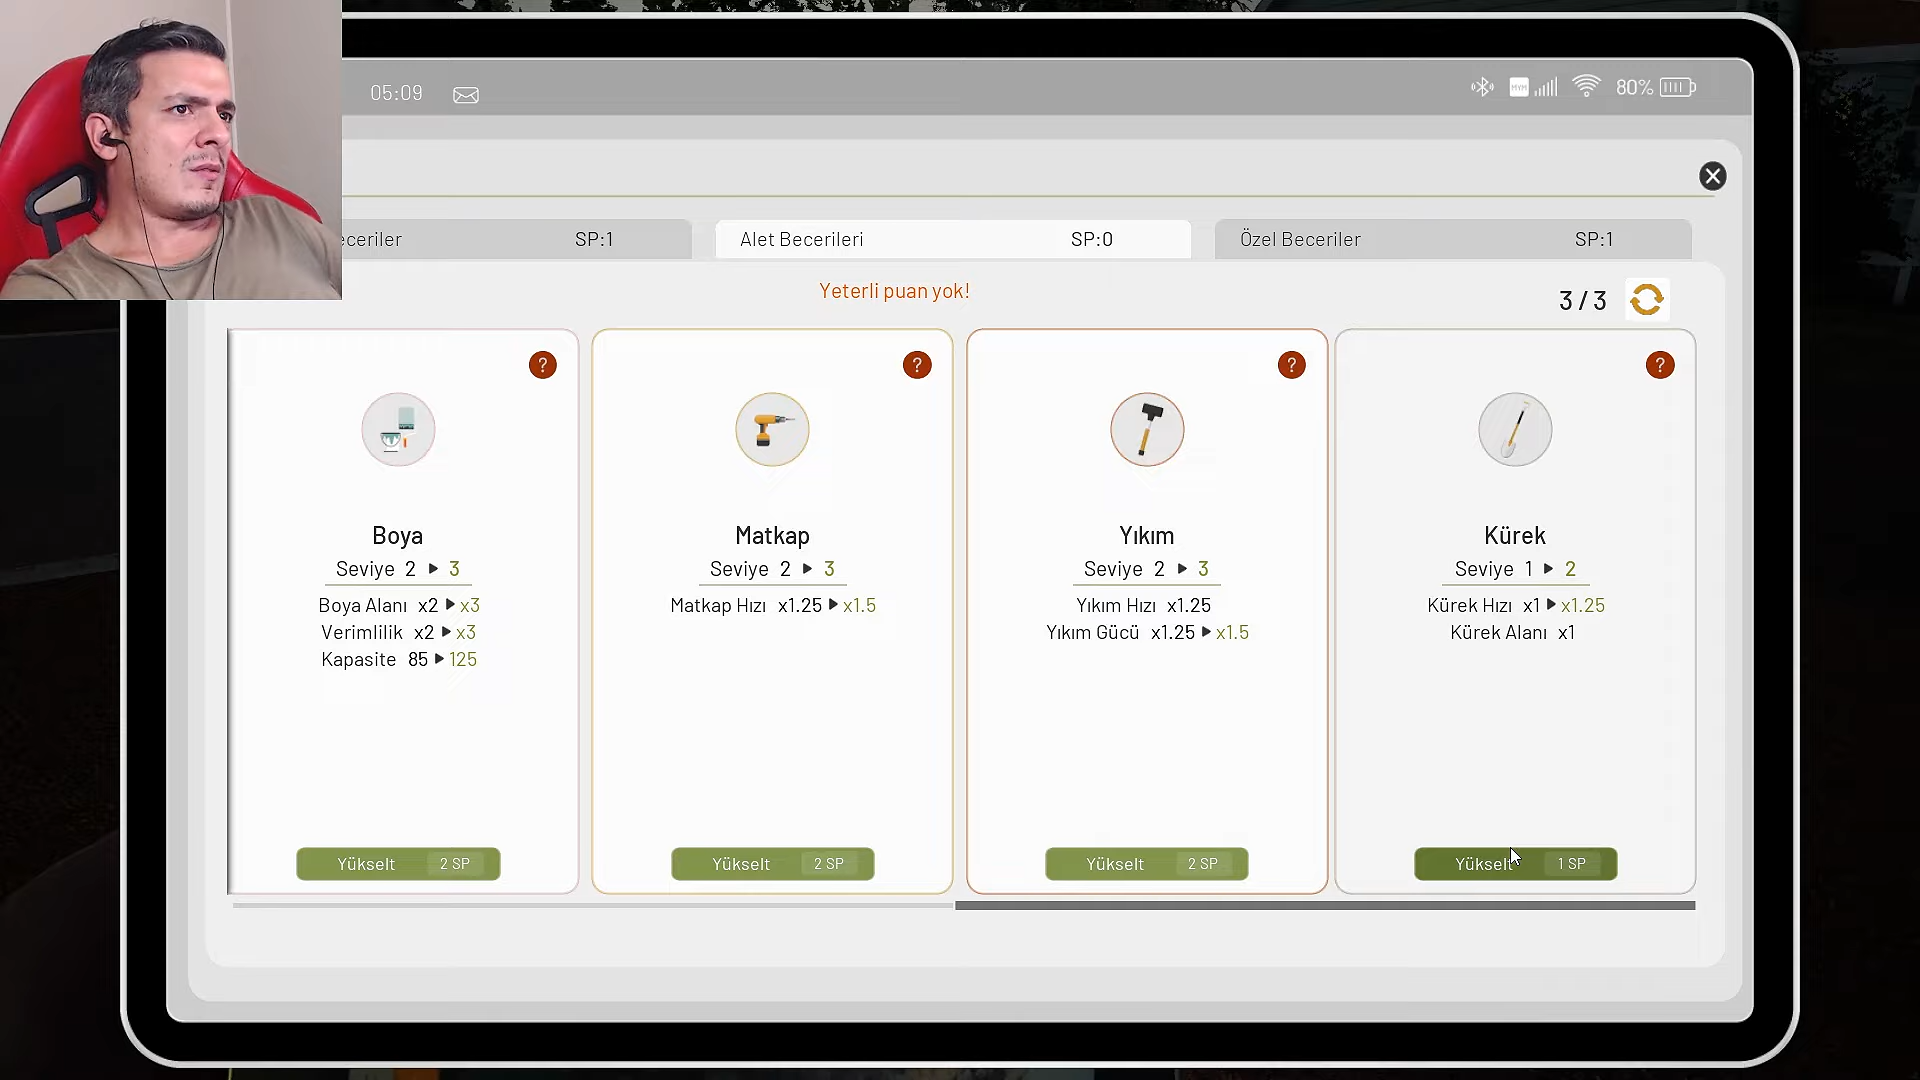 05:09
80%
eceriler SP:1
Alet Becerileri SP:0
Özel Beceriler SP:1
Yeterli puan yok!
3 / 3
?
Boya
Seviye 2 ▶ 3
Boya Alanı x2 ▶ x3
Verimlilik x2 ▶ x3
Kapasite 85 ▶ 125
Yükselt 2 SP
?
Matkap
Seviye 2 ▶ 3
Matkap Hızı x1.25 ▶ x1.5
Yükselt 2 SP
?
Yıkım
Seviye 2 ▶ 3
Yıkım Hızı x1.25
Yıkım Gücü x1.25 ▶ x1.5
Yükselt 2 SP
?
Kürek
Seviye 1 ▶ 2
Kürek Hızı x1 ▶ x1.25
Kürek Alanı x1
Yükselt 1 SP